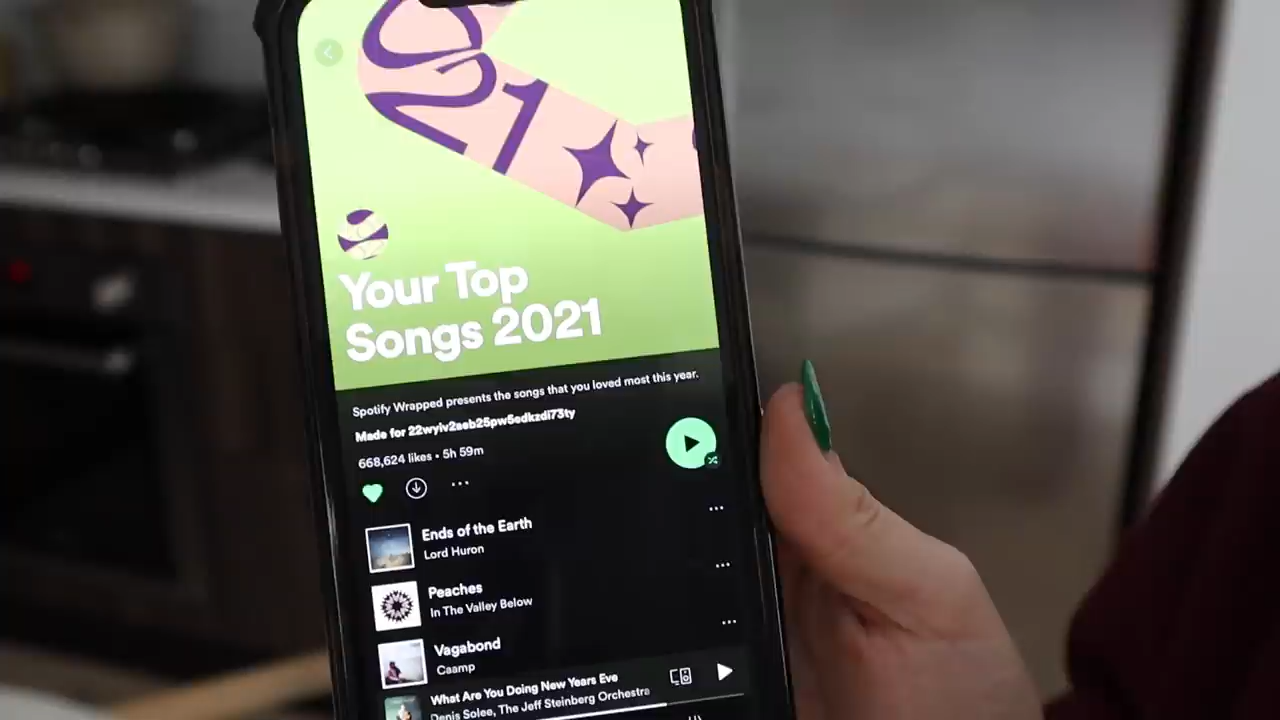 21
Your Top
Songs 2021
Spotify Wrapped presents the songs that you loved most this year.
Made for 22wylv2aeb25pw5edkzdl73ty
668,624 likes • 5h 59m
Ends of the Earth
Lord Huron
Peaches
In The Valley Below
Vagabond
Caamp
What Are You Doing New Years Eve
Denis Solee, The Jeff Steinberg Orchestra